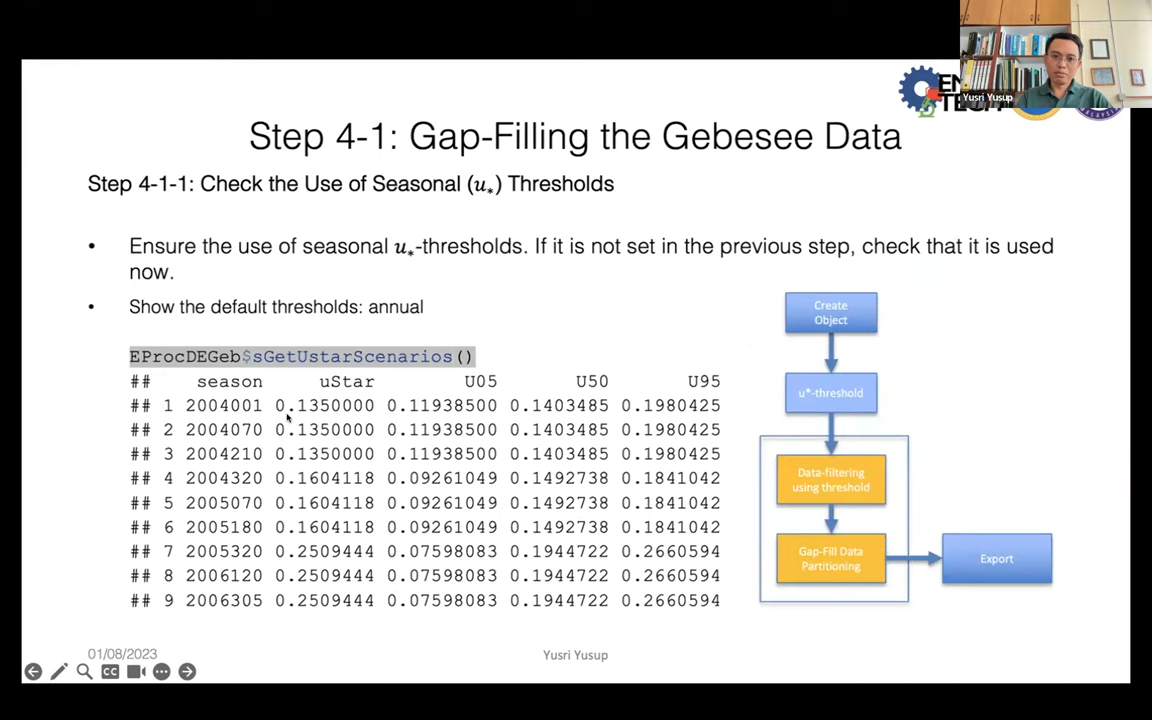 EN
TECH
Yusri Yusup
Step 4-1: Gap-Filling the Gebesee Data
Step 4-1-1: Check the Use of Seasonal (u*) Thresholds
• Ensure the use of seasonal u*-thresholds. If it is not set in the previous step, check that it is used
now.
• Show the default thresholds: annual
EProcDEGeb$sGetUstarScenarios()
## season uStar U05 U50 U95
## 1 2004001 0.1350000 0.11938500 0.1403485 0.1980425
## 2 2004070 0.1350000 0.11938500 0.1403485 0.1980425
## 3 2004210 0.1350000 0.11938500 0.1403485 0.1980425
## 4 2004320 0.1604118 0.09261049 0.1492738 0.1841042
## 5 2005070 0.1604118 0.09261049 0.1492738 0.1841042
## 6 2005180 0.1604118 0.09261049 0.1492738 0.1841042
## 7 2005320 0.2509444 0.07598083 0.1944722 0.2660594
## 8 2006120 0.2509444 0.07598083 0.1944722 0.2660594
## 9 2006305 0.2509444 0.07598083 0.1944722 0.2660594
Create
Object
u*-threshold
Data-filtering
using threshold
Gap-Fill Data
Partitioning
Export
01/08/2023
Yusri Yusup
CC